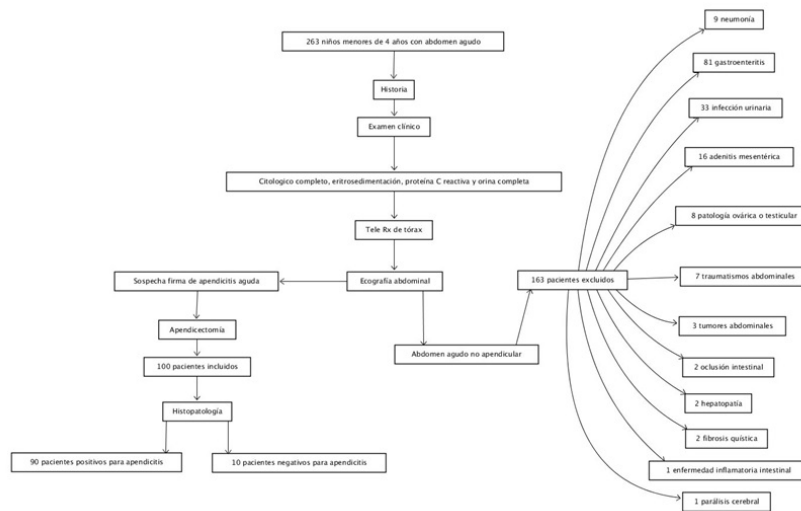 263 niños menores de 4 años con abdomen agudo
Historia
Examen clínico
Citologico completo, eritrosedimentación, proteína C reactiva y orina completa
Tele Rx de tórax
Ecografía abdominal
Sospecha firma de apendicitis aguda
Apendicectomía
100 pacientes incluidos
Histopatología
90 pacientes positivos para apendicitis
10 pacientes negativos para apendicitis
Abdomen agudo no apendicular
163 pacientes excluidos
9 neumonía
81 gastroenteritis
33 infección urinaria
16 adenitis mesentérica
8 patología ovárica o testicular
7 traumatismos abdominales
3 tumores abdominales
2 oclusión intestinal
2 hepatopatía
2 fibrosis quística
1 enfermedad inflamatoria intestinal
1 parálisis cerebral